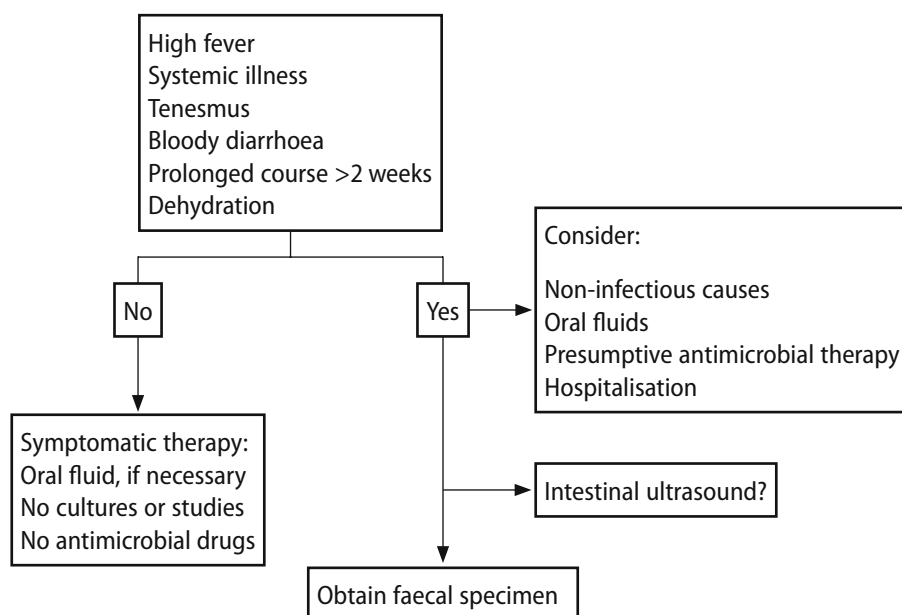 High fever
Systemic illness
Tenesmus
Bloody diarrhoea
Prolonged course >2 weeks
Dehydration
No
Yes
Consider:
Non-infectious causes
Oral fluids
Presumptive antimicrobial therapy
Hospitalisation
Symptomatic therapy:
Oral fluid, if necessary
No cultures or studies
No antimicrobial drugs
Intestinal ultrasound?
Obtain faecal specimen